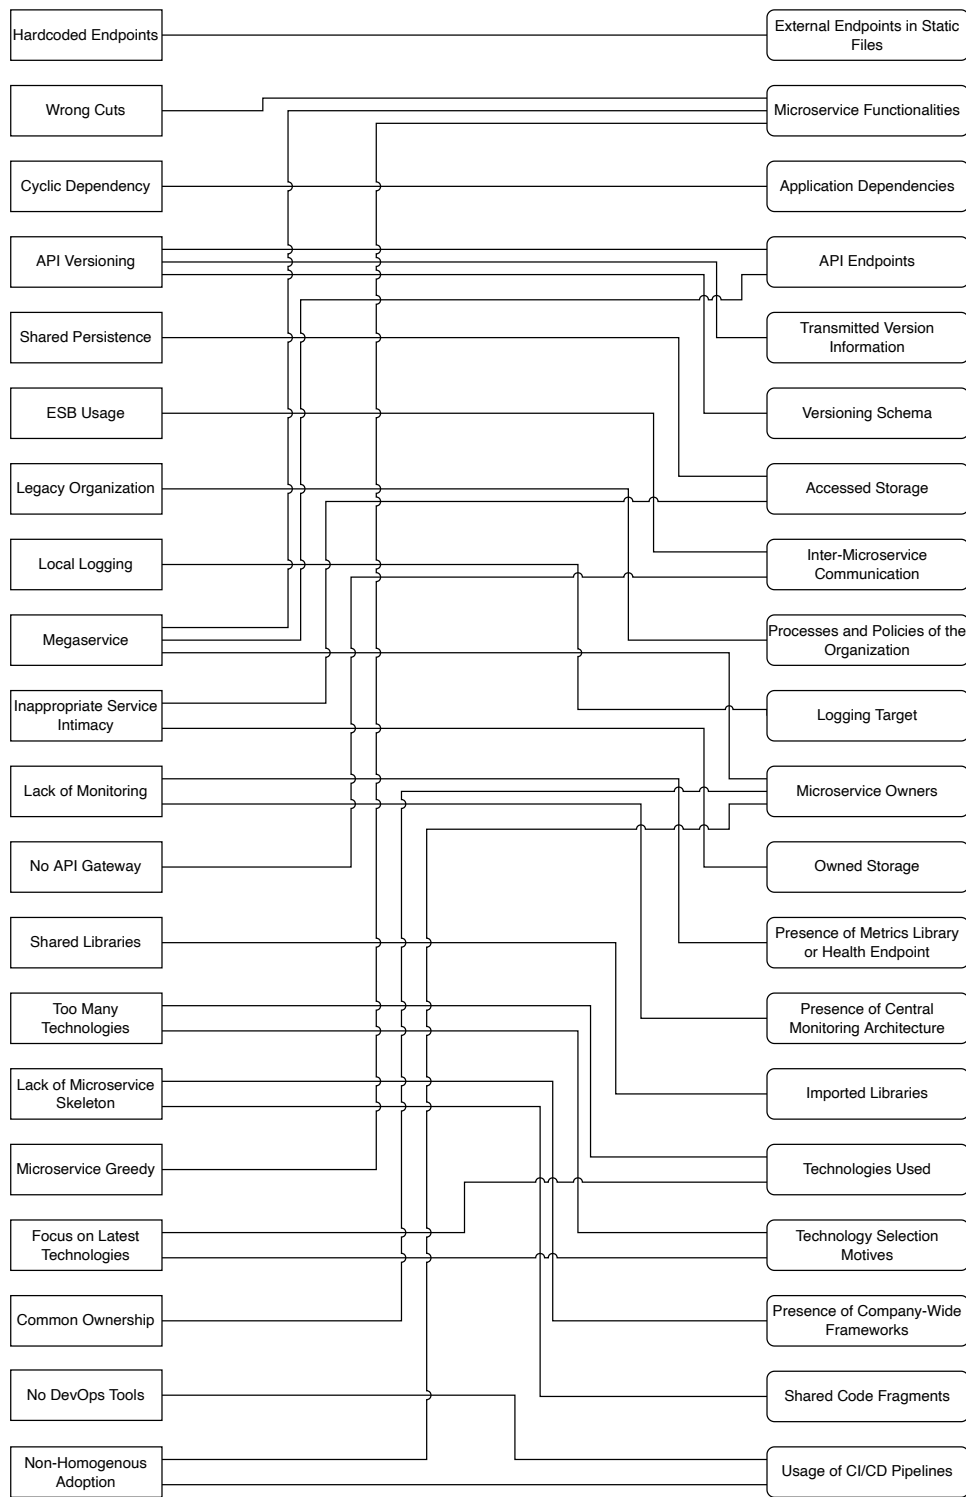 Hardcoded Endpoints
External Endpoints in Static
Files
Wrong Cuts
Microservice Functionalities
Cyclic Dependency
Application Dependencies
API Versioning
API Endpoints
Shared Persistence
Transmitted Version
Information
ESB Usage
Versioning Schema
Legacy Organization
Accessed Storage
Local Logging
Inter-Microservice
Communication
Megaservice
Processes and Policies of the
Organization
Inappropriate Service
Intimacy
Logging Target
Lack of Monitoring
Microservice Owners
No API Gateway
Owned Storage
Shared Libraries
Presence of Metrics Library
or Health Endpoint
Too Many
Technologies
Presence of Central
Monitoring Architecture
Lack of Microservice
Skeleton
Imported Libraries
Microservice Greedy
Technologies Used
Focus on Latest
Technologies
Technology Selection
Motives
Common Ownership
Presence of Company-Wide
Frameworks
No DevOps Tools
Shared Code Fragments
Non-Homogenous
Adoption
Usage of CI/CD Pipelines